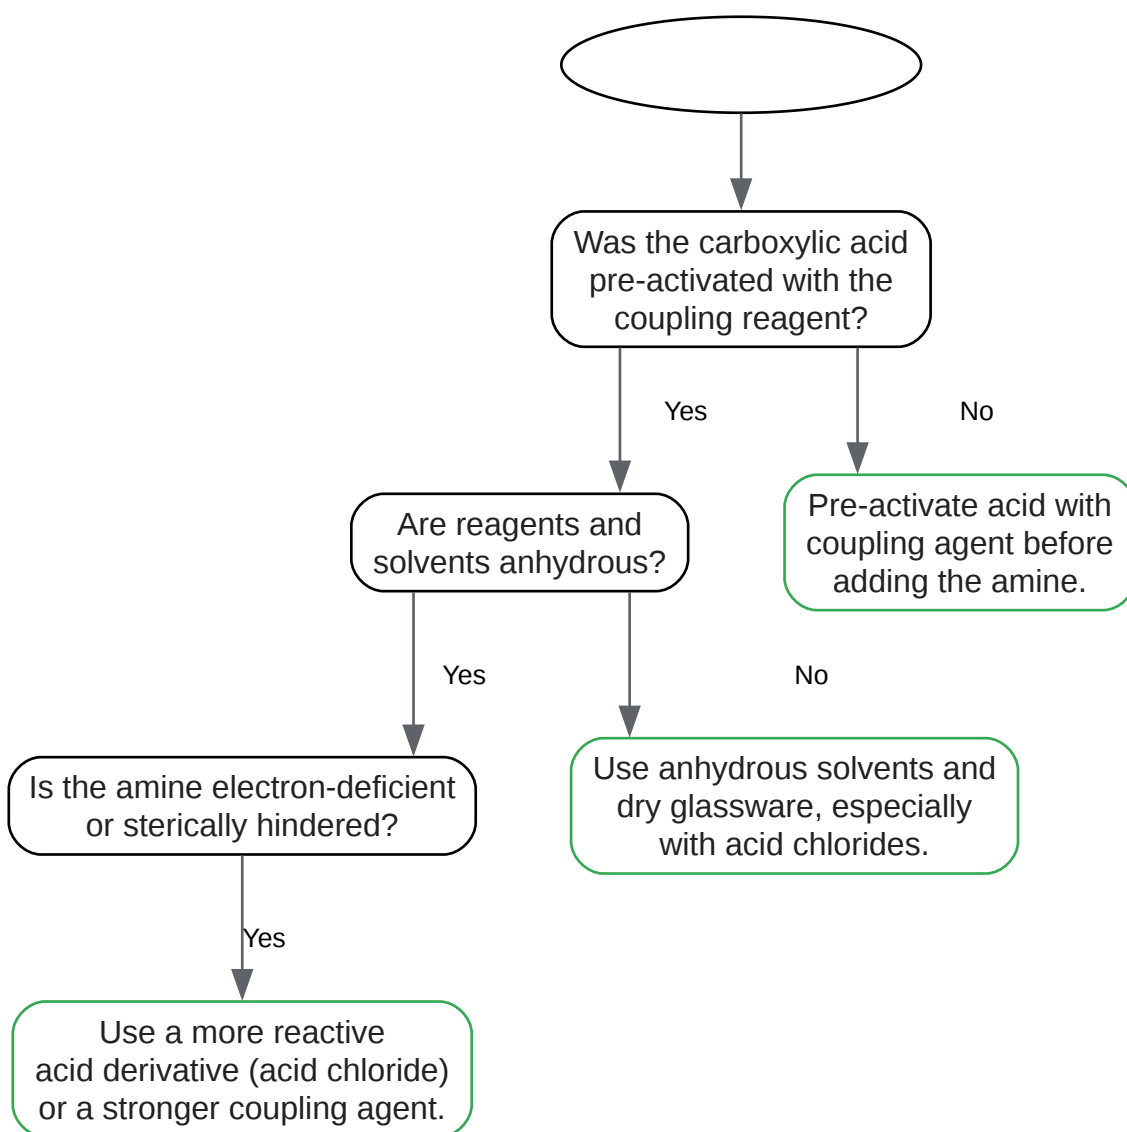 Was the carboxylic acid
pre-activated with the
coupling reagent?
Yes
No
Are reagents and
solvents anhydrous?
Pre-activate acid with
coupling agent before
adding the amine.
Yes
No
Is the amine electron-deficient
or sterically hindered?
Use anhydrous solvents and
dry glassware, especially
with acid chlorides.
Yes
Use a more reactive
acid derivative (acid chloride)
or a stronger coupling agent.